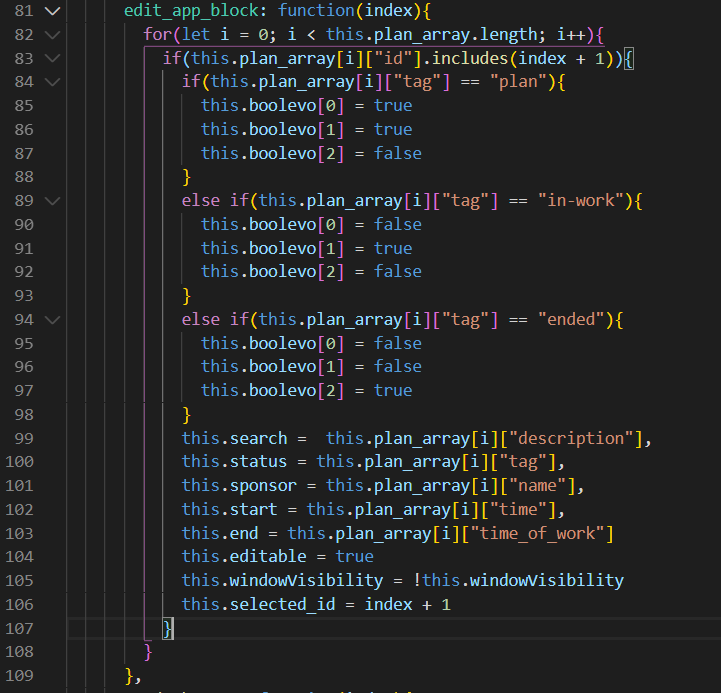 81 edit_app_block: function(index){
82 for(let i = 0; i < this.plan_array.length; i++){
83 if(this.plan_array[i]["id"].includes(index + 1)){
84 if(this.plan_array[i]["tag"] == "plan"){
85 this.boolevo[0] = true
86 this.boolevo[1] = true
87 this.boolevo[2] = false
88 }
89 else if(this.plan_array[i]["tag"] == "in-work"){
90 this.boolevo[0] = false
91 this.boolevo[1] = true
92 this.boolevo[2] = false
93 }
94 else if(this.plan_array[i]["tag"] == "ended"){
95 this.boolevo[0] = false
96 this.boolevo[1] = false
97 this.boolevo[2] = true
98 }
99 this.search =  this.plan_array[i]["description"],
100 this.status = this.plan_array[i]["tag"],
101 this.sponsor = this.plan_array[i]["name"],
102 this.start = this.plan_array[i]["time"],
103 this.end = this.plan_array[i]["time_of_work"]
104 this.editable = true
105 this.windowVisibility = !this.windowVisibility
106 this.selected_id = index + 1
107 }
108 }
109 },